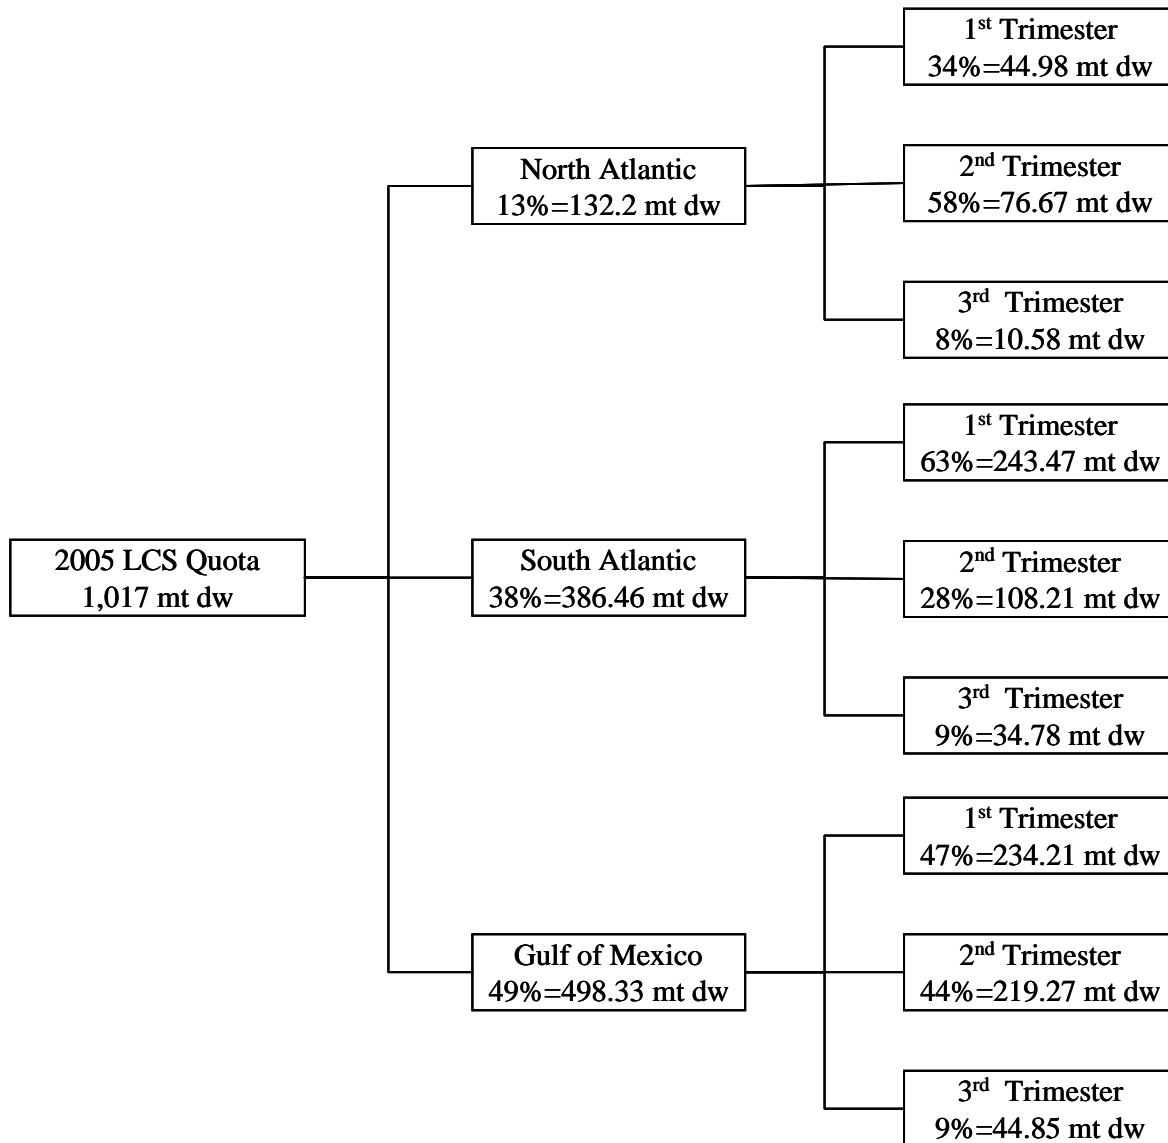 2005 LCS Quota
1,017 mt dw
North Atlantic
13%=132.2 mt dw
1st Trimester
34%=44.98 mt dw
2nd Trimester
58%=76.67 mt dw
3rd Trimester
8%=10.58 mt dw
South Atlantic
38%=386.46 mt dw
1st Trimester
63%=243.47 mt dw
2nd Trimester
28%=108.21 mt dw
3rd Trimester
9%=34.78 mt dw
Gulf of Mexico
49%=498.33 mt dw
1st Trimester
47%=234.21 mt dw
2nd Trimester
44%=219.27 mt dw
3rd Trimester
9%=44.85 mt dw